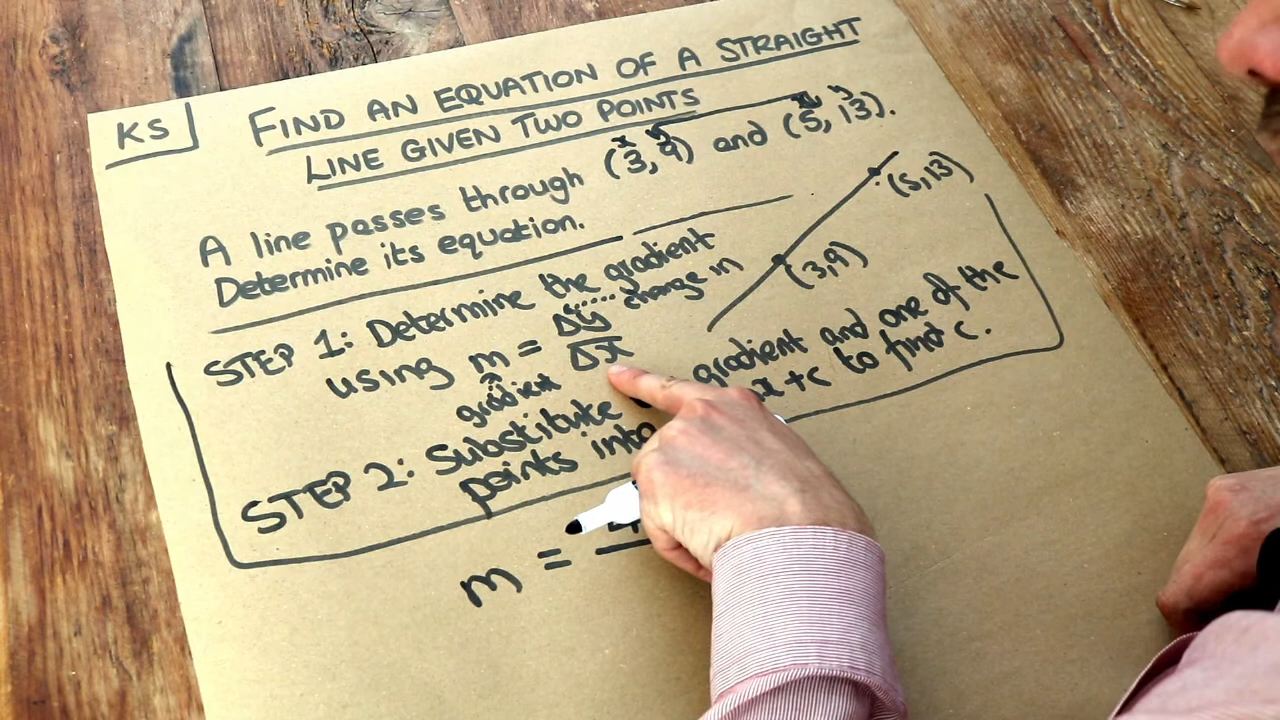 KS
FIND AN EQUATION OF A STRAIGHT
LINE GIVEN TWO POINTS
x y x y
A line passes through (3, 9) and (5, 13).
Determine its equation.
(5, 13)
(3, 9)
STEP 1: Determine the gradient
using m = Δy/Δx change in
gradient
STEP 2: Substitute gradient and one of the
points into x + c to find c.
m =